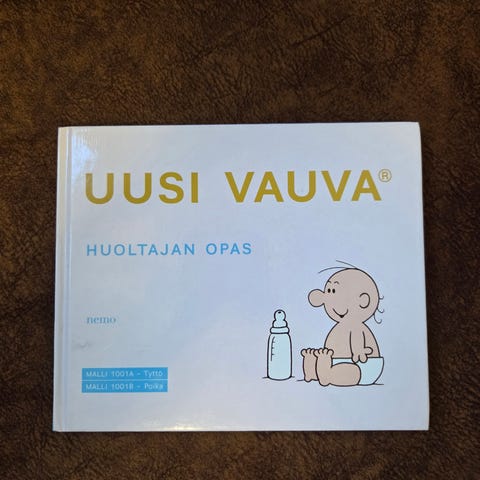 UUSI VAUVA®
HUOLTAJAN OPAS
nemo
MALLI 1001A - Tyttö
MALLI 1001B - Poika